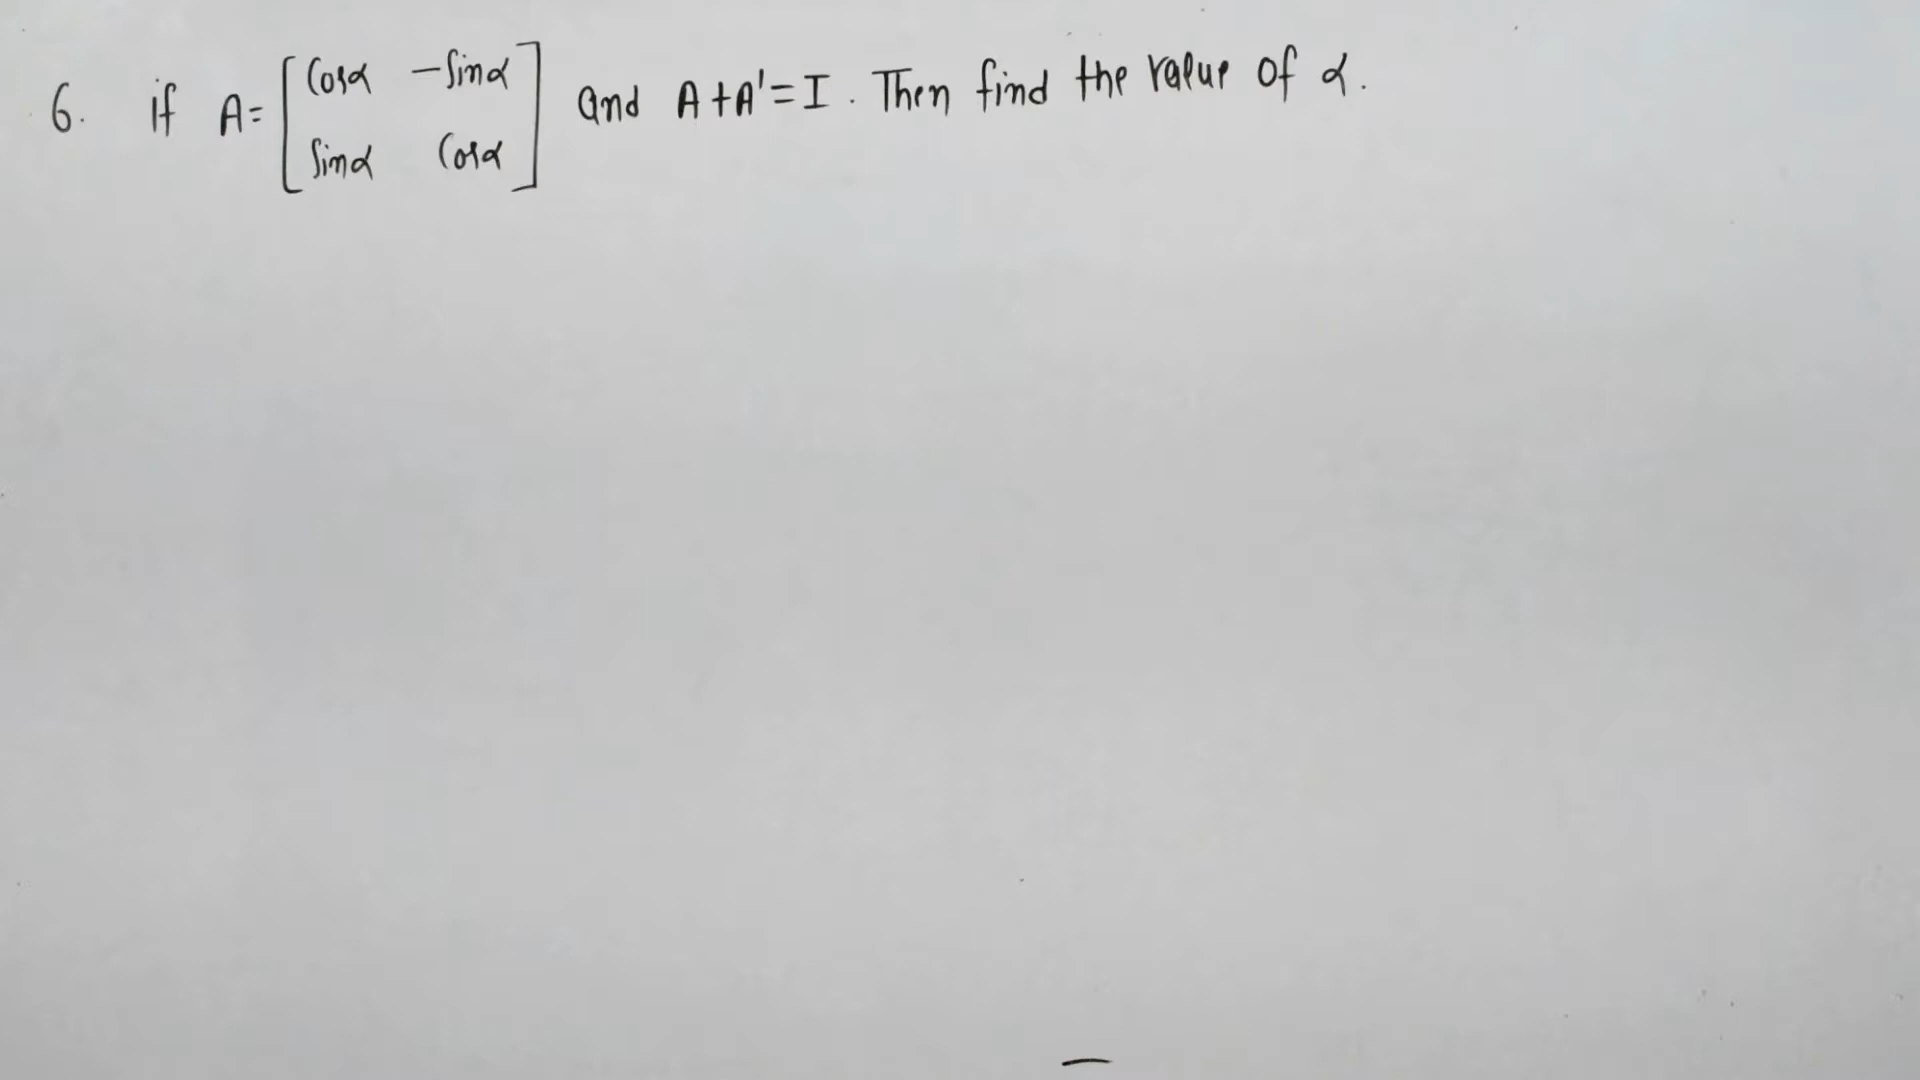 6. If A= [Cosα -Sinα] and A+A'=I. Then find the value of α.
[Sinα Cosα]